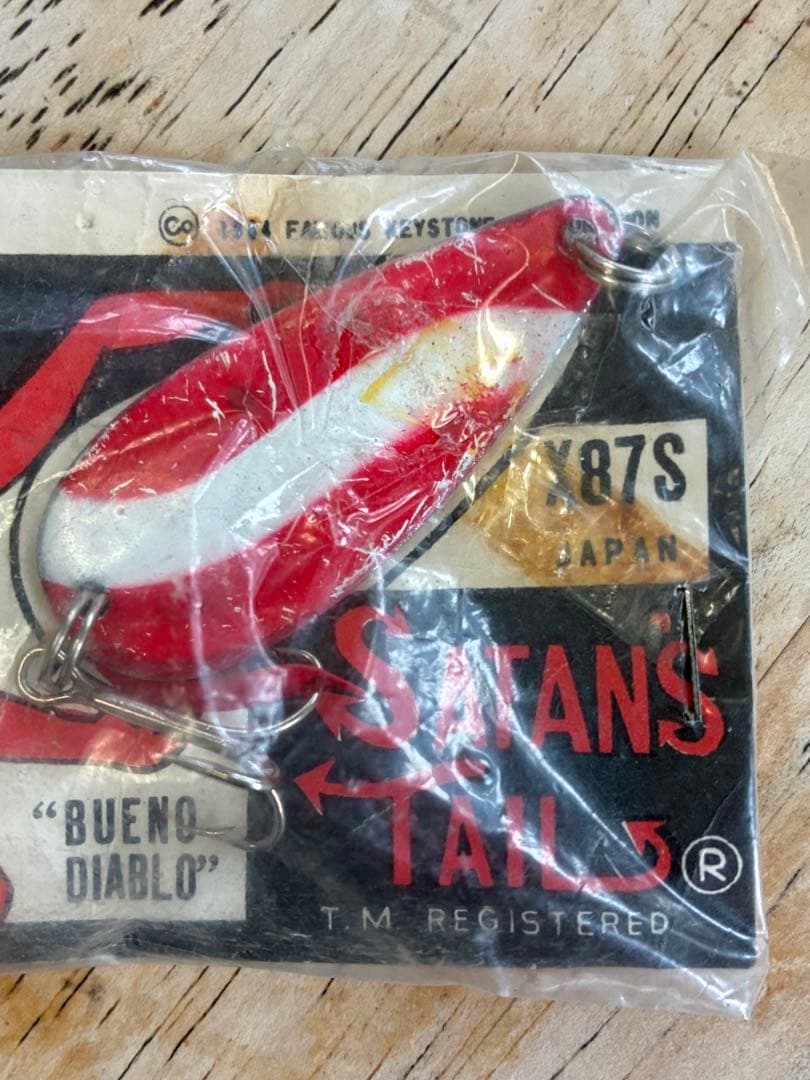 © 1964 FAMOUS KEYSTONE
X87S
JAPAN
SATAN'S
TAIL ®
"BUENO
DIABLO"
T.M. REGISTERED